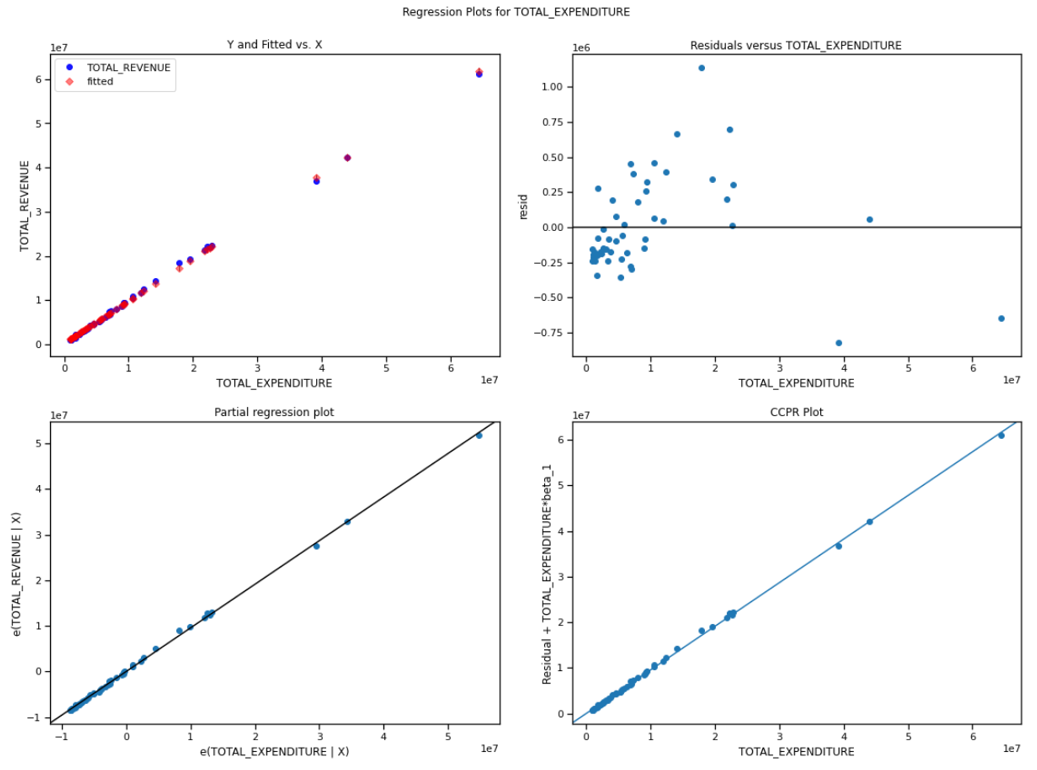 Regression Plots for TOTAL_EXPENDITURE
Y and Fitted vs. X
1e7
TOTAL_REVENUE
fitted
6
5
4
3
2
1
0
TOTAL_REVENUE
0 1 2 3 4 5 6
1e7
TOTAL_EXPENDITURE
Residuals versus TOTAL_EXPENDITURE
1e6
1.00
0.75
0.50
0.25
0.00
−0.25
−0.50
−0.75
resid
0 1 2 3 4 5 6
1e7
TOTAL_EXPENDITURE
Partial regression plot
1e7
5
4
3
2
1
0
−1
e(TOTAL_REVENUE | X)
−1 0 1 2 3 4 5
1e7
e(TOTAL_EXPENDITURE | X)
CCPR Plot
1e7
6
5
4
3
2
1
0
Residual + TOTAL_EXPENDITURE*beta_1
0 1 2 3 4 5 6
1e7
TOTAL_EXPENDITURE